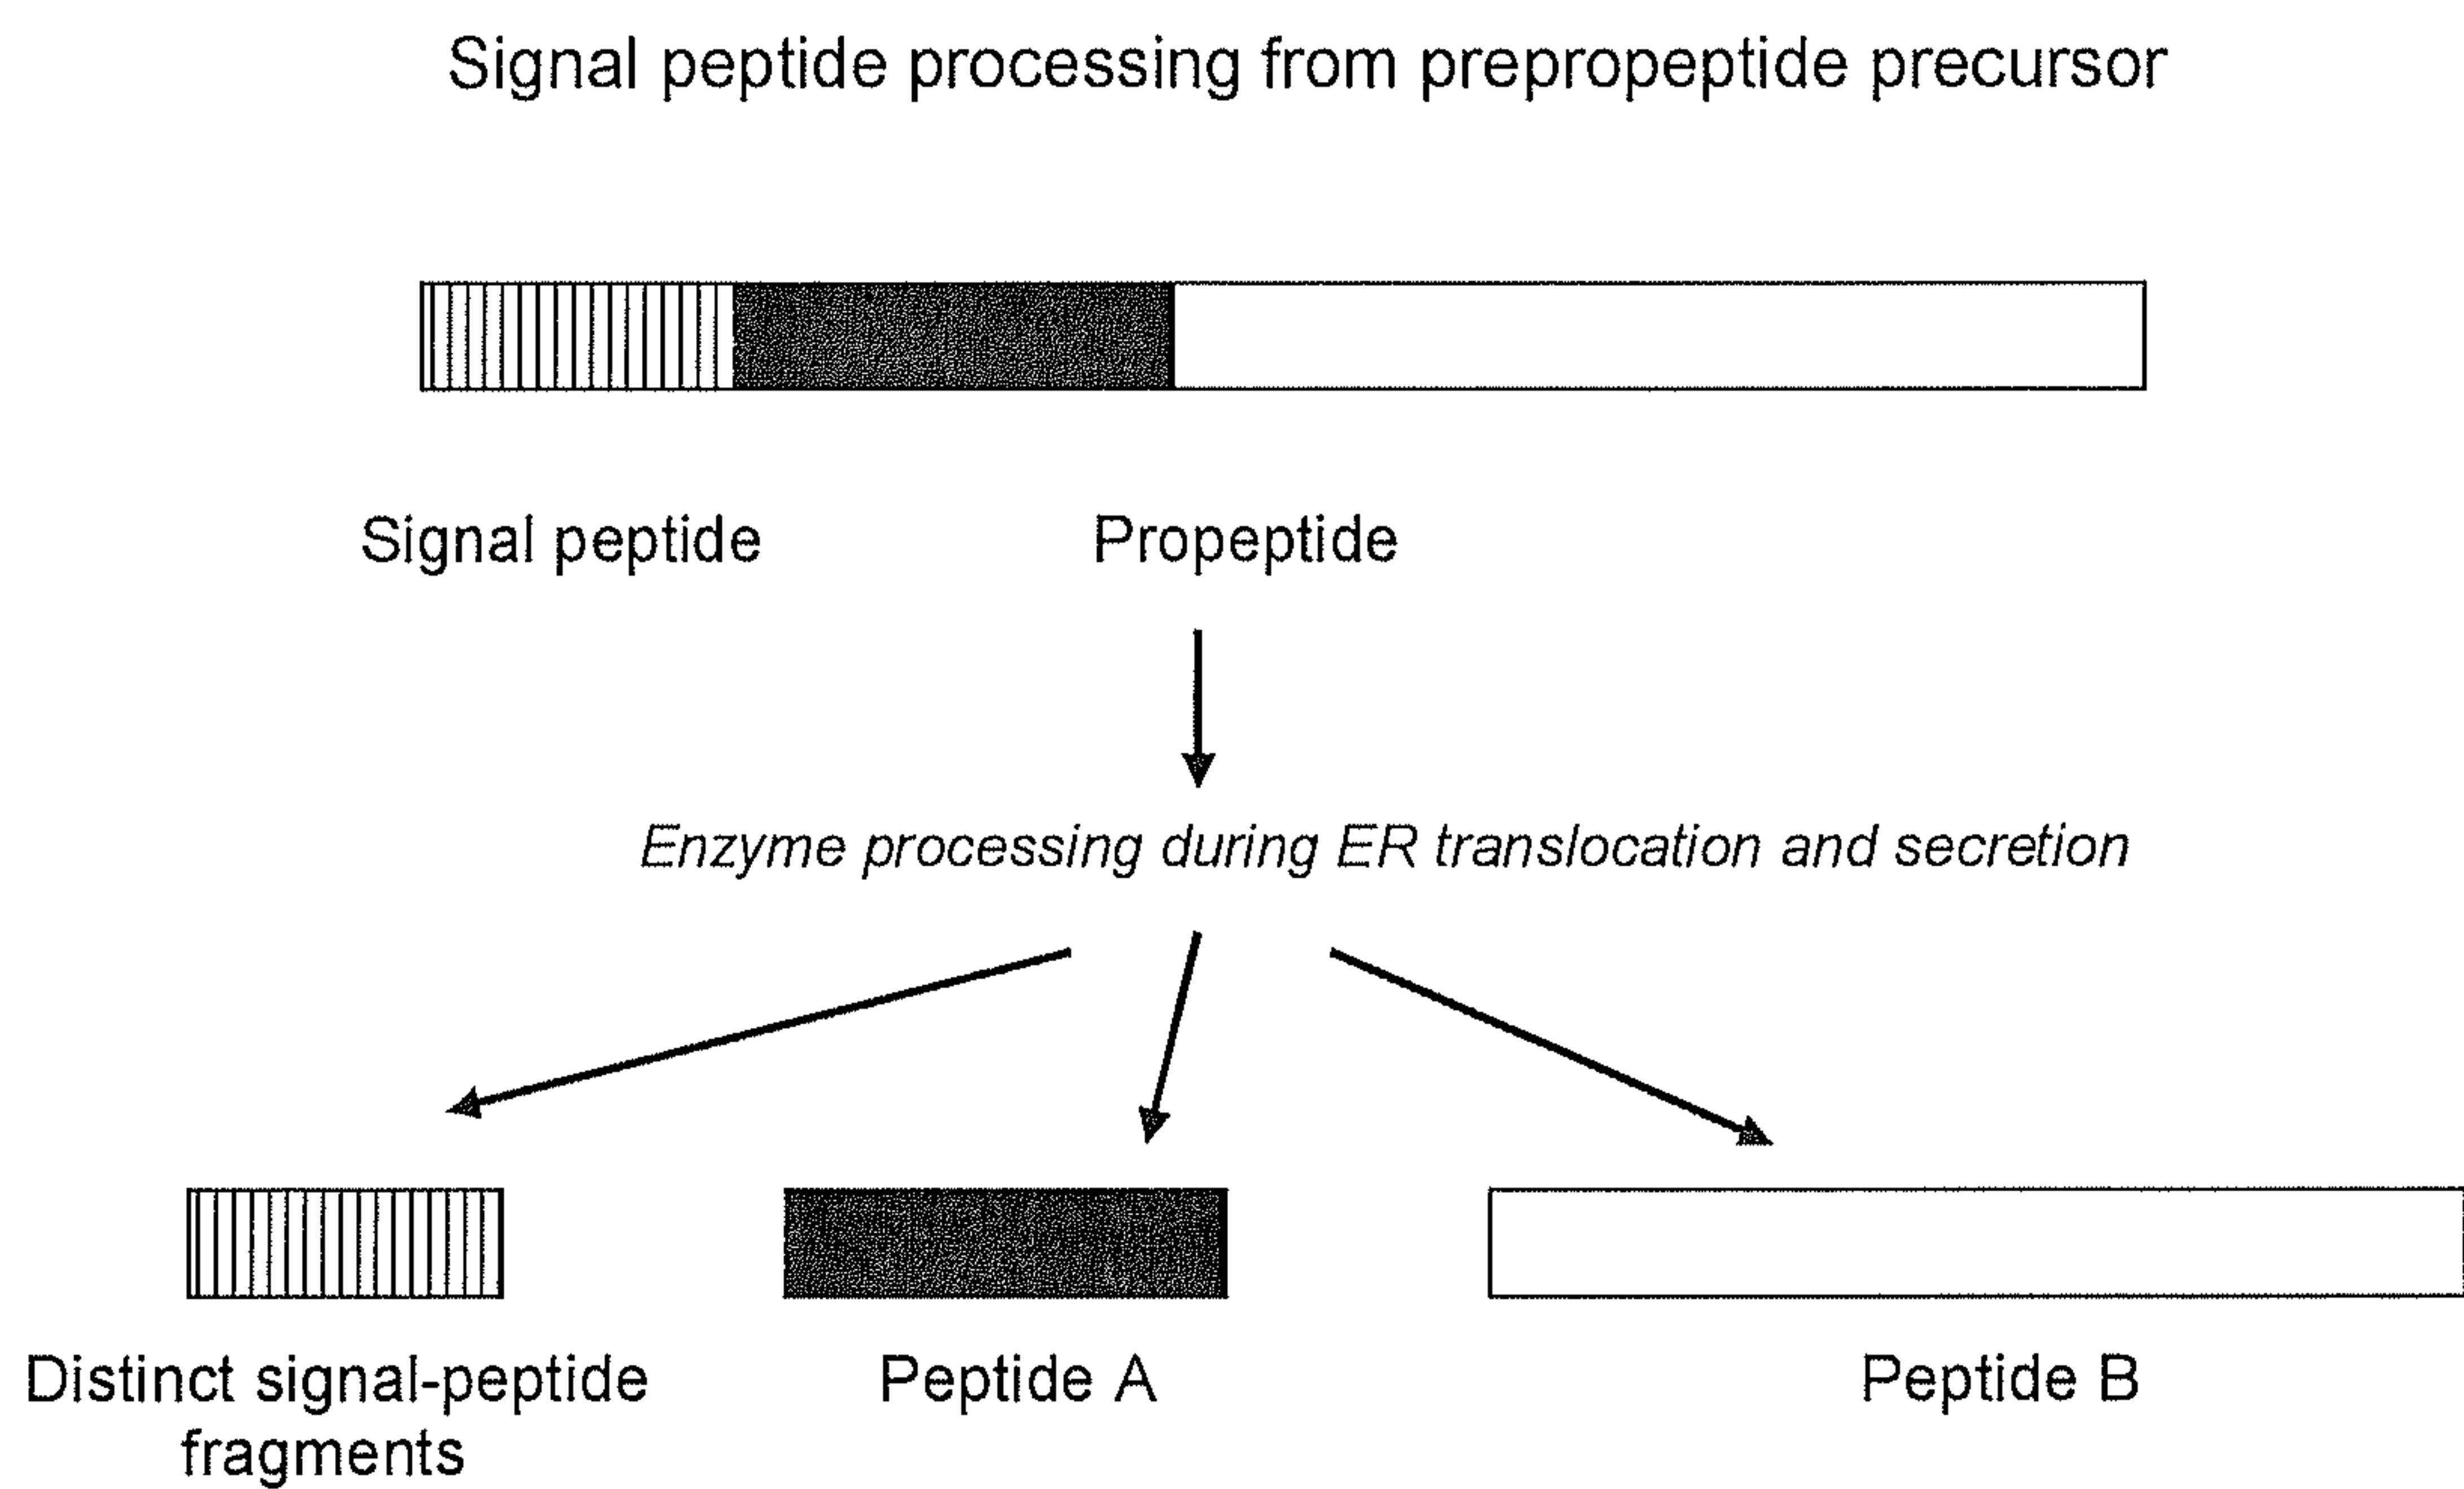 Signal peptide processing from prepropeptide precursor
Signal peptide
Propeptide
Enzyme processing during ER translocation and secretion
Distinct signal-peptide
fragments
Peptide A
Peptide B